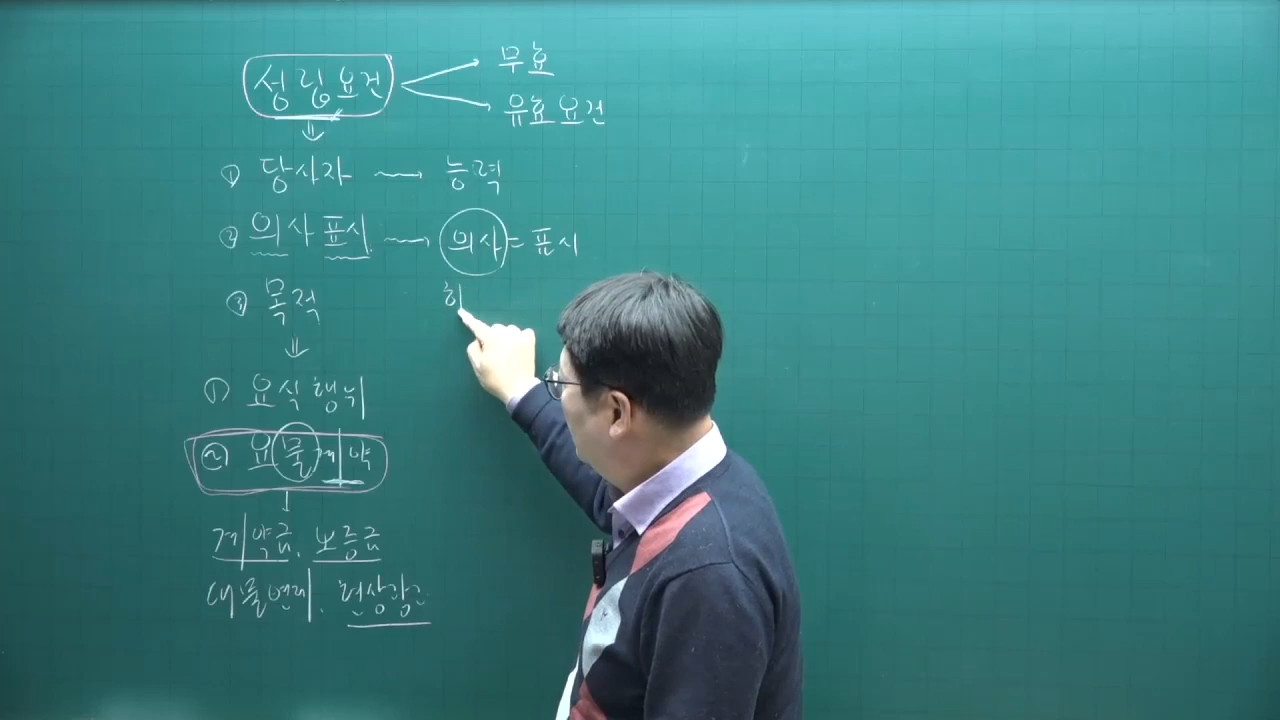 성립요건 무효
유효요건
① 당사자 → 능력
② 의사표시 → 의사 = 표시
③ 목적 하
① 요식행위
② 요물계약
계약금, 보증금
대물변제, 현상광고